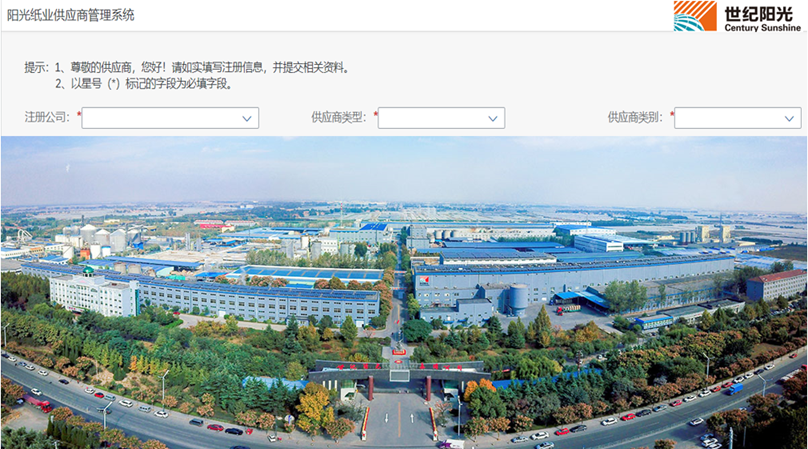 阳光纸业供应商管理系统
世纪阳光
Century Sunshine
提示：1、尊敬的供应商，您好！请如实填写注册信息，并提交相关资料。
2、以星号（*）标记的字段为必填字段。
注册公司：* 供应商类型：* 供应商类别：*